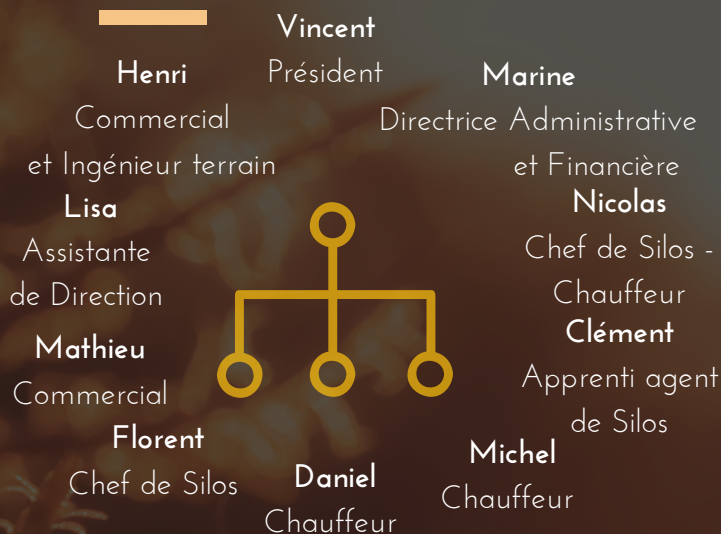 Vincent
Président
Henri
Commercial
et Ingénieur terrain
Marine
Directrice Administrative
et Financière
Lisa
Assistante
de Direction
Nicolas
Chef de Silos -
Chauffeur
Mathieu
Commercial
Clément
Apprenti agent
de Silos
Florent
Chef de Silos
Daniel
Chauffeur
Michel
Chauffeur